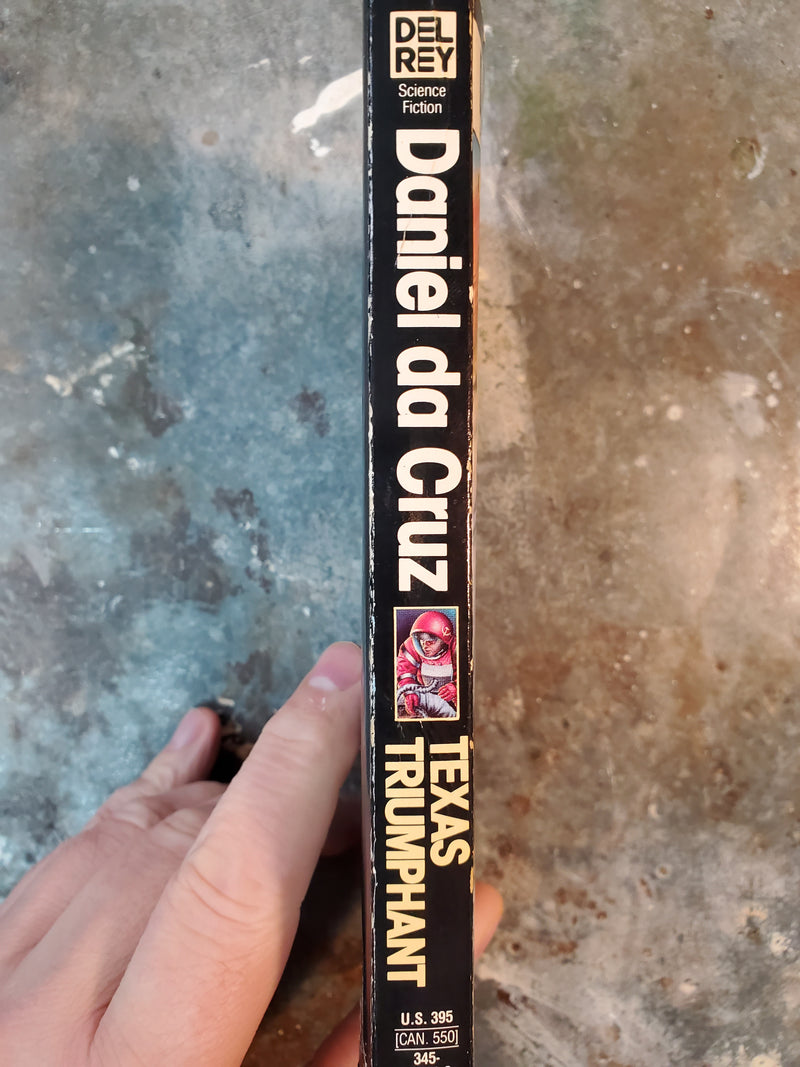 DEL
REY
Science
Fiction
Daniel da Cruz
TEXAS
TRIUMPHANT
U.S. 395
[CAN. 550]
345-